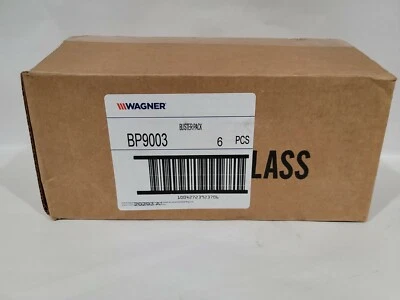 WAGNER
BLISTER PACK
BP9003 6 PCS
LASS